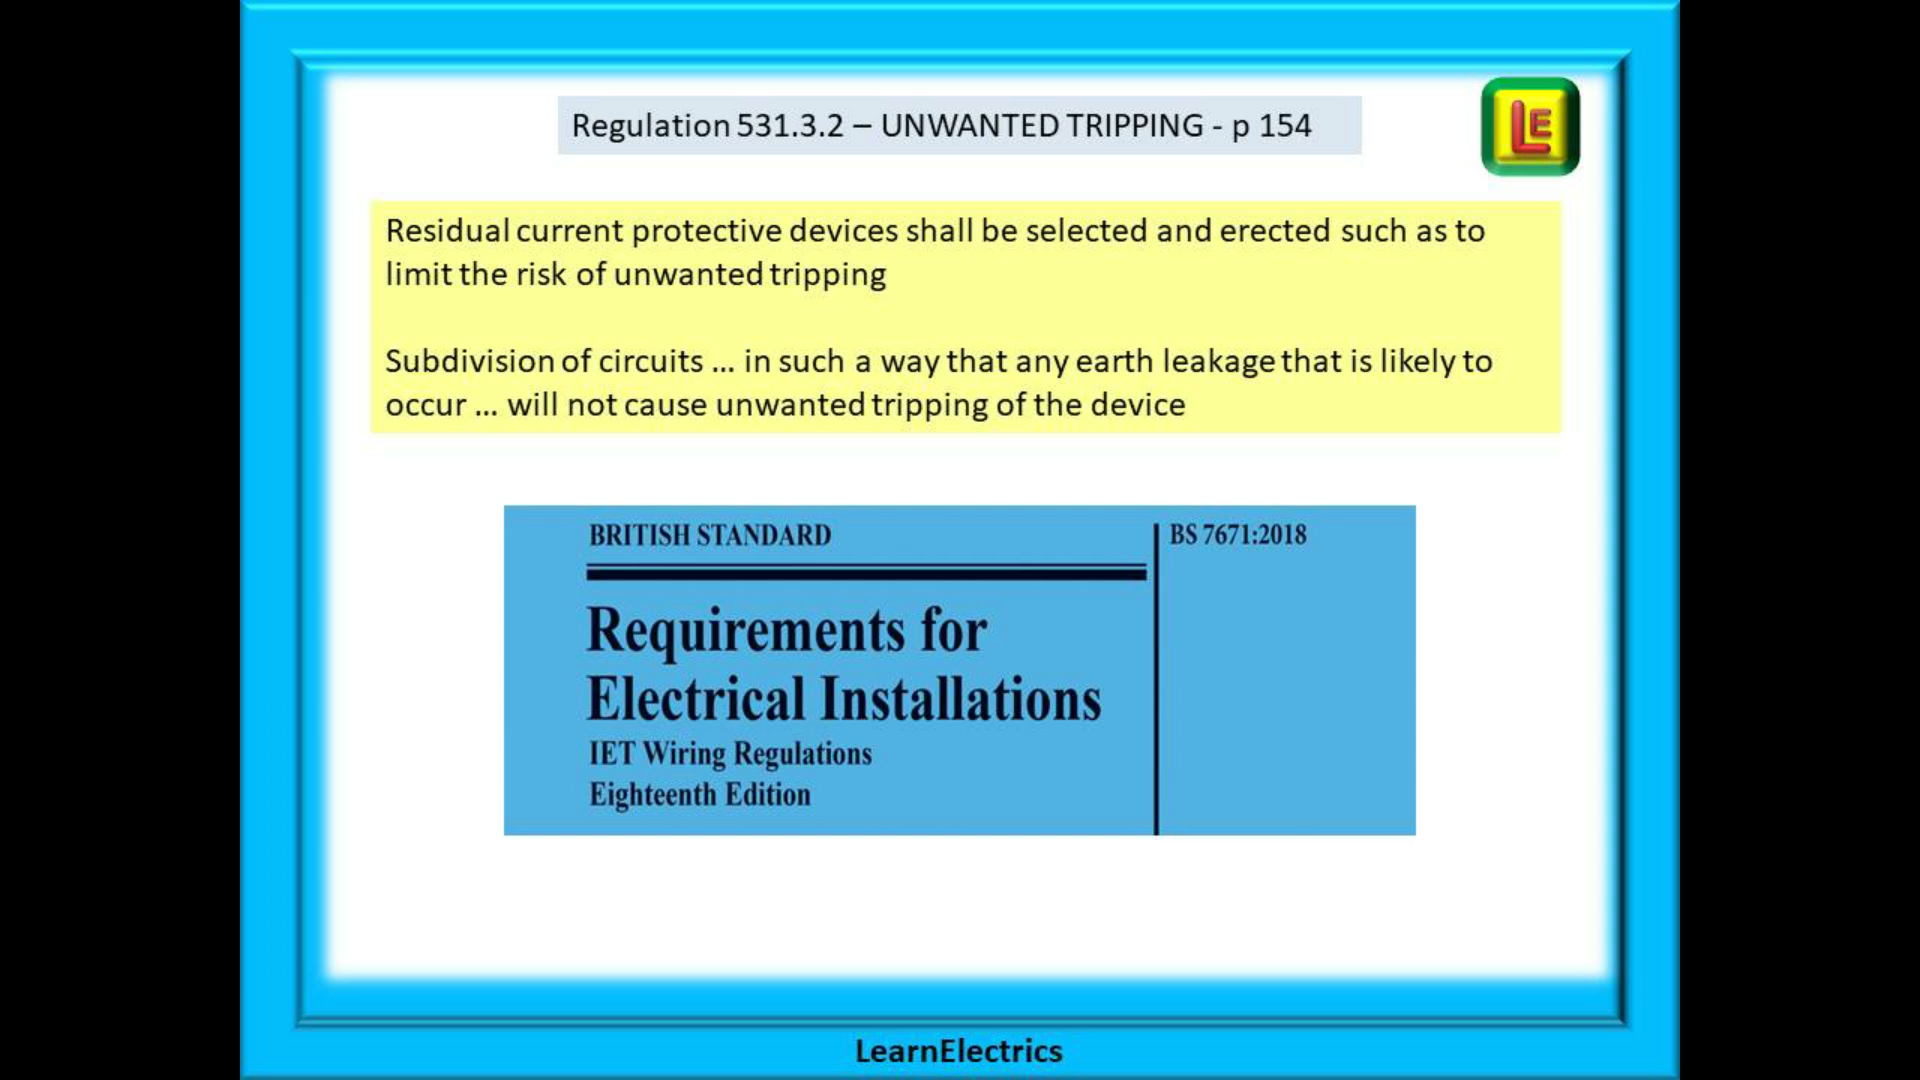 Regulation 531.3.2 – UNWANTED TRIPPING - p 154
LE
Residual current protective devices shall be selected and erected such as to
limit the risk of unwanted tripping
Subdivision of circuits ... in such a way that any earth leakage that is likely to
occur ... will not cause unwanted tripping of the device
BRITISH STANDARD
BS 7671:2018
Requirements for
Electrical Installations
IET Wiring Regulations
Eighteenth Edition
LearnElectrics